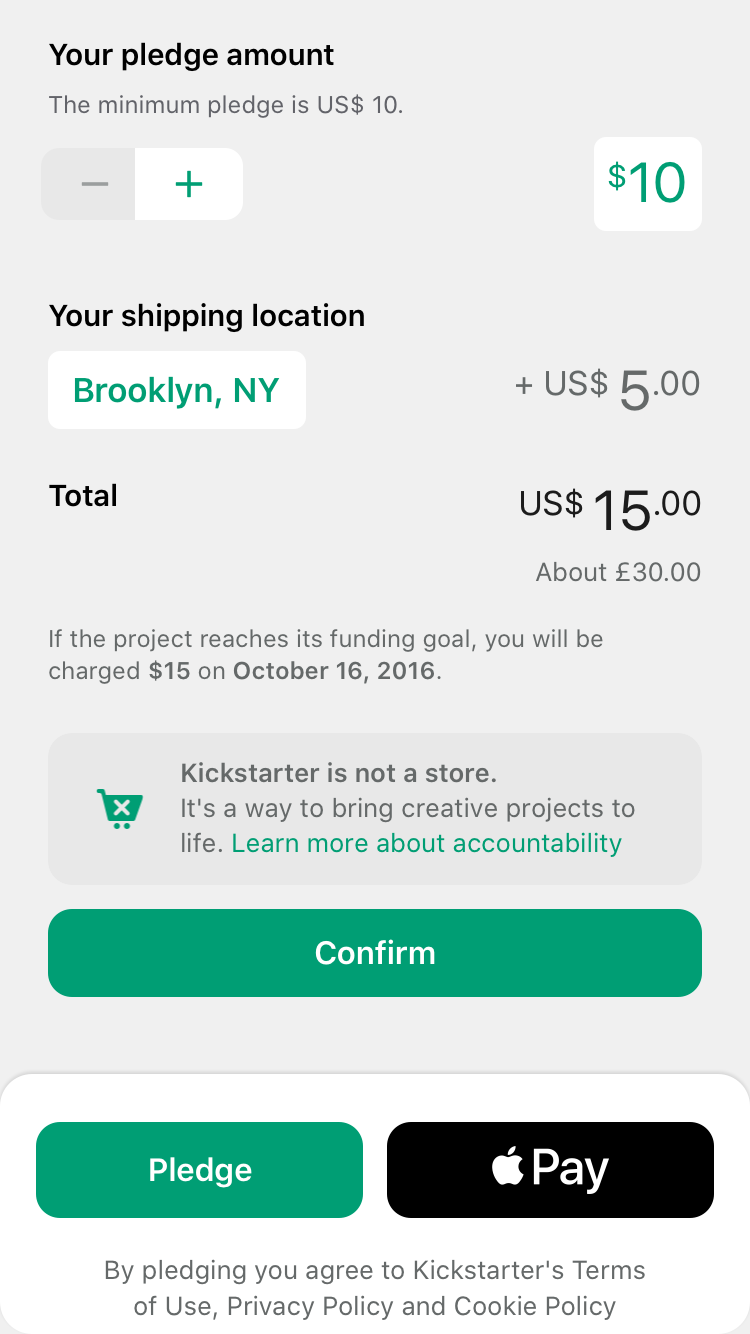 Your pledge amount
The minimum pledge is US$ 10.
− +
$10
Your shipping location
Brooklyn, NY
+ US$ 5.00
Total
US$ 15.00
About £30.00
If the project reaches its funding goal, you will be
charged $15 on October 16, 2016.
Kickstarter is not a store.
It's a way to bring creative projects to
life. Learn more about accountability
Confirm
Pledge
Pay
By pledging you agree to Kickstarter's Terms
of Use, Privacy Policy and Cookie Policy